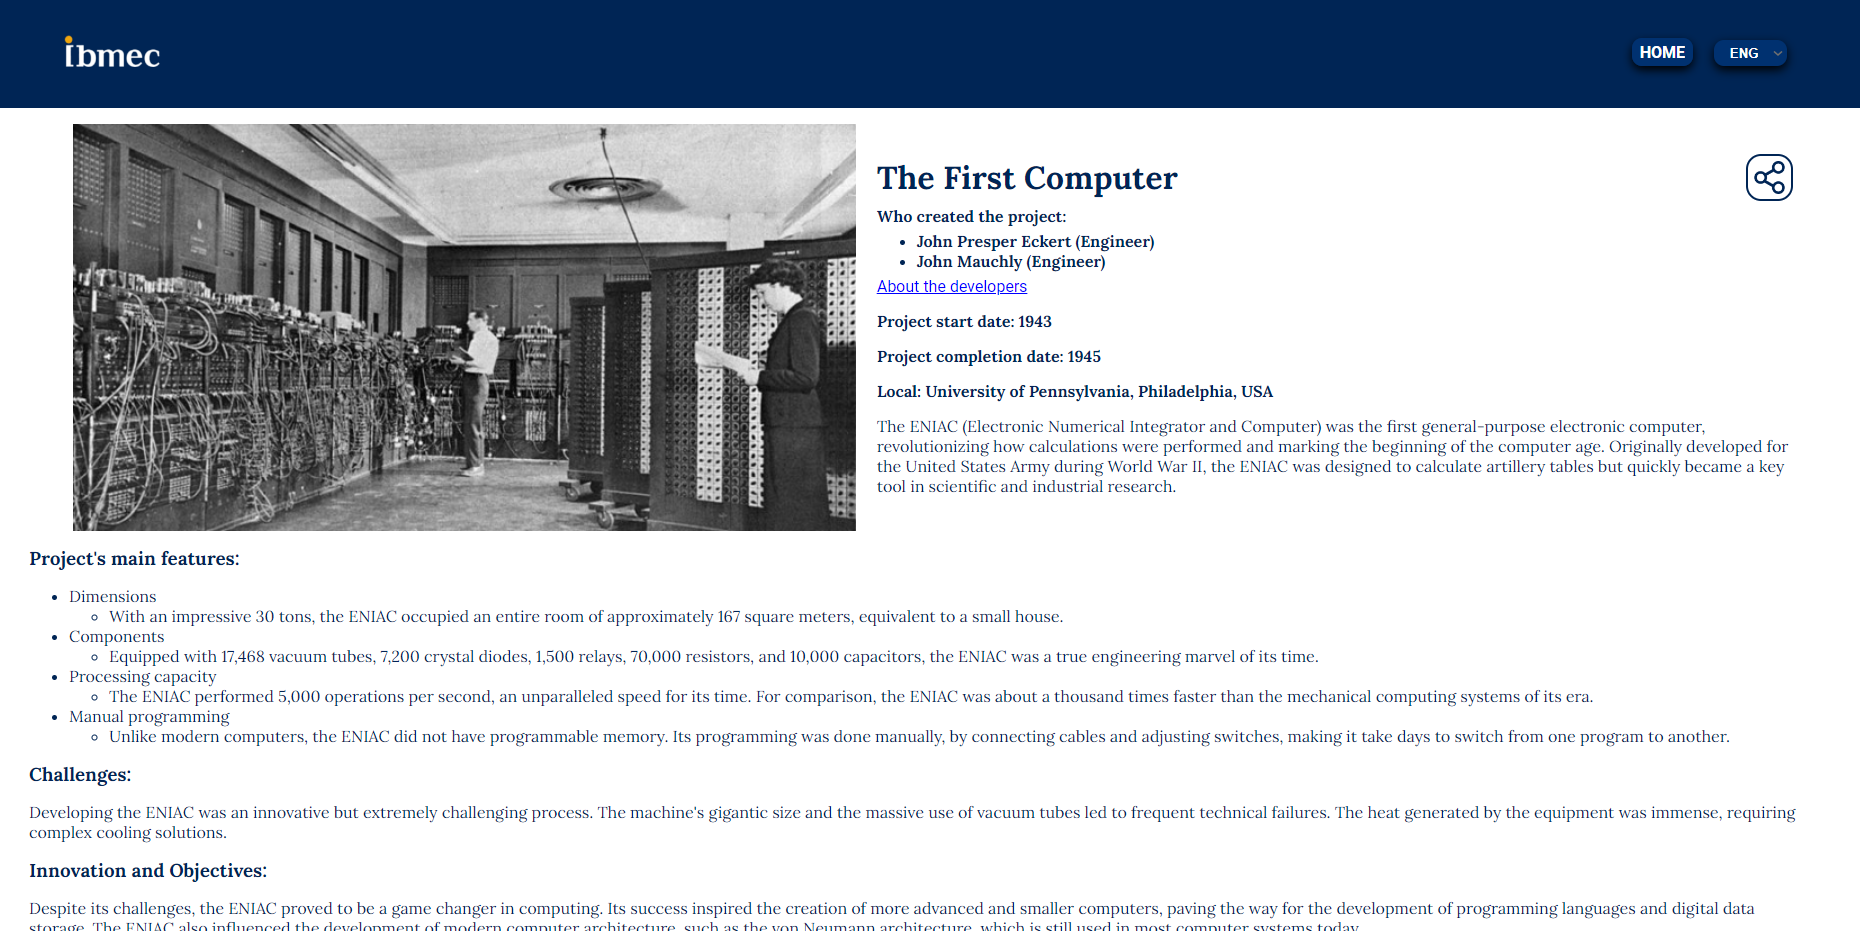 ibmec
HOME
ENG
The First Computer
Who created the project:
• John Presper Eckert (Engineer)
• John Mauchly (Engineer)
About the developers
Project start date: 1943
Project completion date: 1945
Local: University of Pennsylvania, Philadelphia, USA
The ENIAC (Electronic Numerical Integrator and Computer) was the first general-purpose electronic computer,
revolutionizing how calculations were performed and marking the beginning of the computer age. Originally developed for
the United States Army during World War II, the ENIAC was designed to calculate artillery tables but quickly became a key
tool in scientific and industrial research.
Project's main features:
• Dimensions
◦ With an impressive 30 tons, the ENIAC occupied an entire room of approximately 167 square meters, equivalent to a small house.
• Components
◦ Equipped with 17,468 vacuum tubes, 7,200 crystal diodes, 1,500 relays, 70,000 resistors, and 10,000 capacitors, the ENIAC was a true engineering marvel of its time.
• Processing capacity
◦ The ENIAC performed 5,000 operations per second, an unparalleled speed for its time. For comparison, the ENIAC was about a thousand times faster than the mechanical computing systems of its era.
• Manual programming
◦ Unlike modern computers, the ENIAC did not have programmable memory. Its programming was done manually, by connecting cables and adjusting switches, making it take days to switch from one program to another.
Challenges:
Developing the ENIAC was an innovative but extremely challenging process. The machine's gigantic size and the massive use of vacuum tubes led to frequent technical failures. The heat generated by the equipment was immense, requiring
complex cooling solutions.
Innovation and Objectives:
Despite its challenges, the ENIAC proved to be a game changer in computing. Its success inspired the creation of more advanced and smaller computers, paving the way for the development of programming languages and digital data
storage. The ENIAC also influenced the development of modern computer architecture, such as the von Neumann architecture, which is still used in most computer systems today.